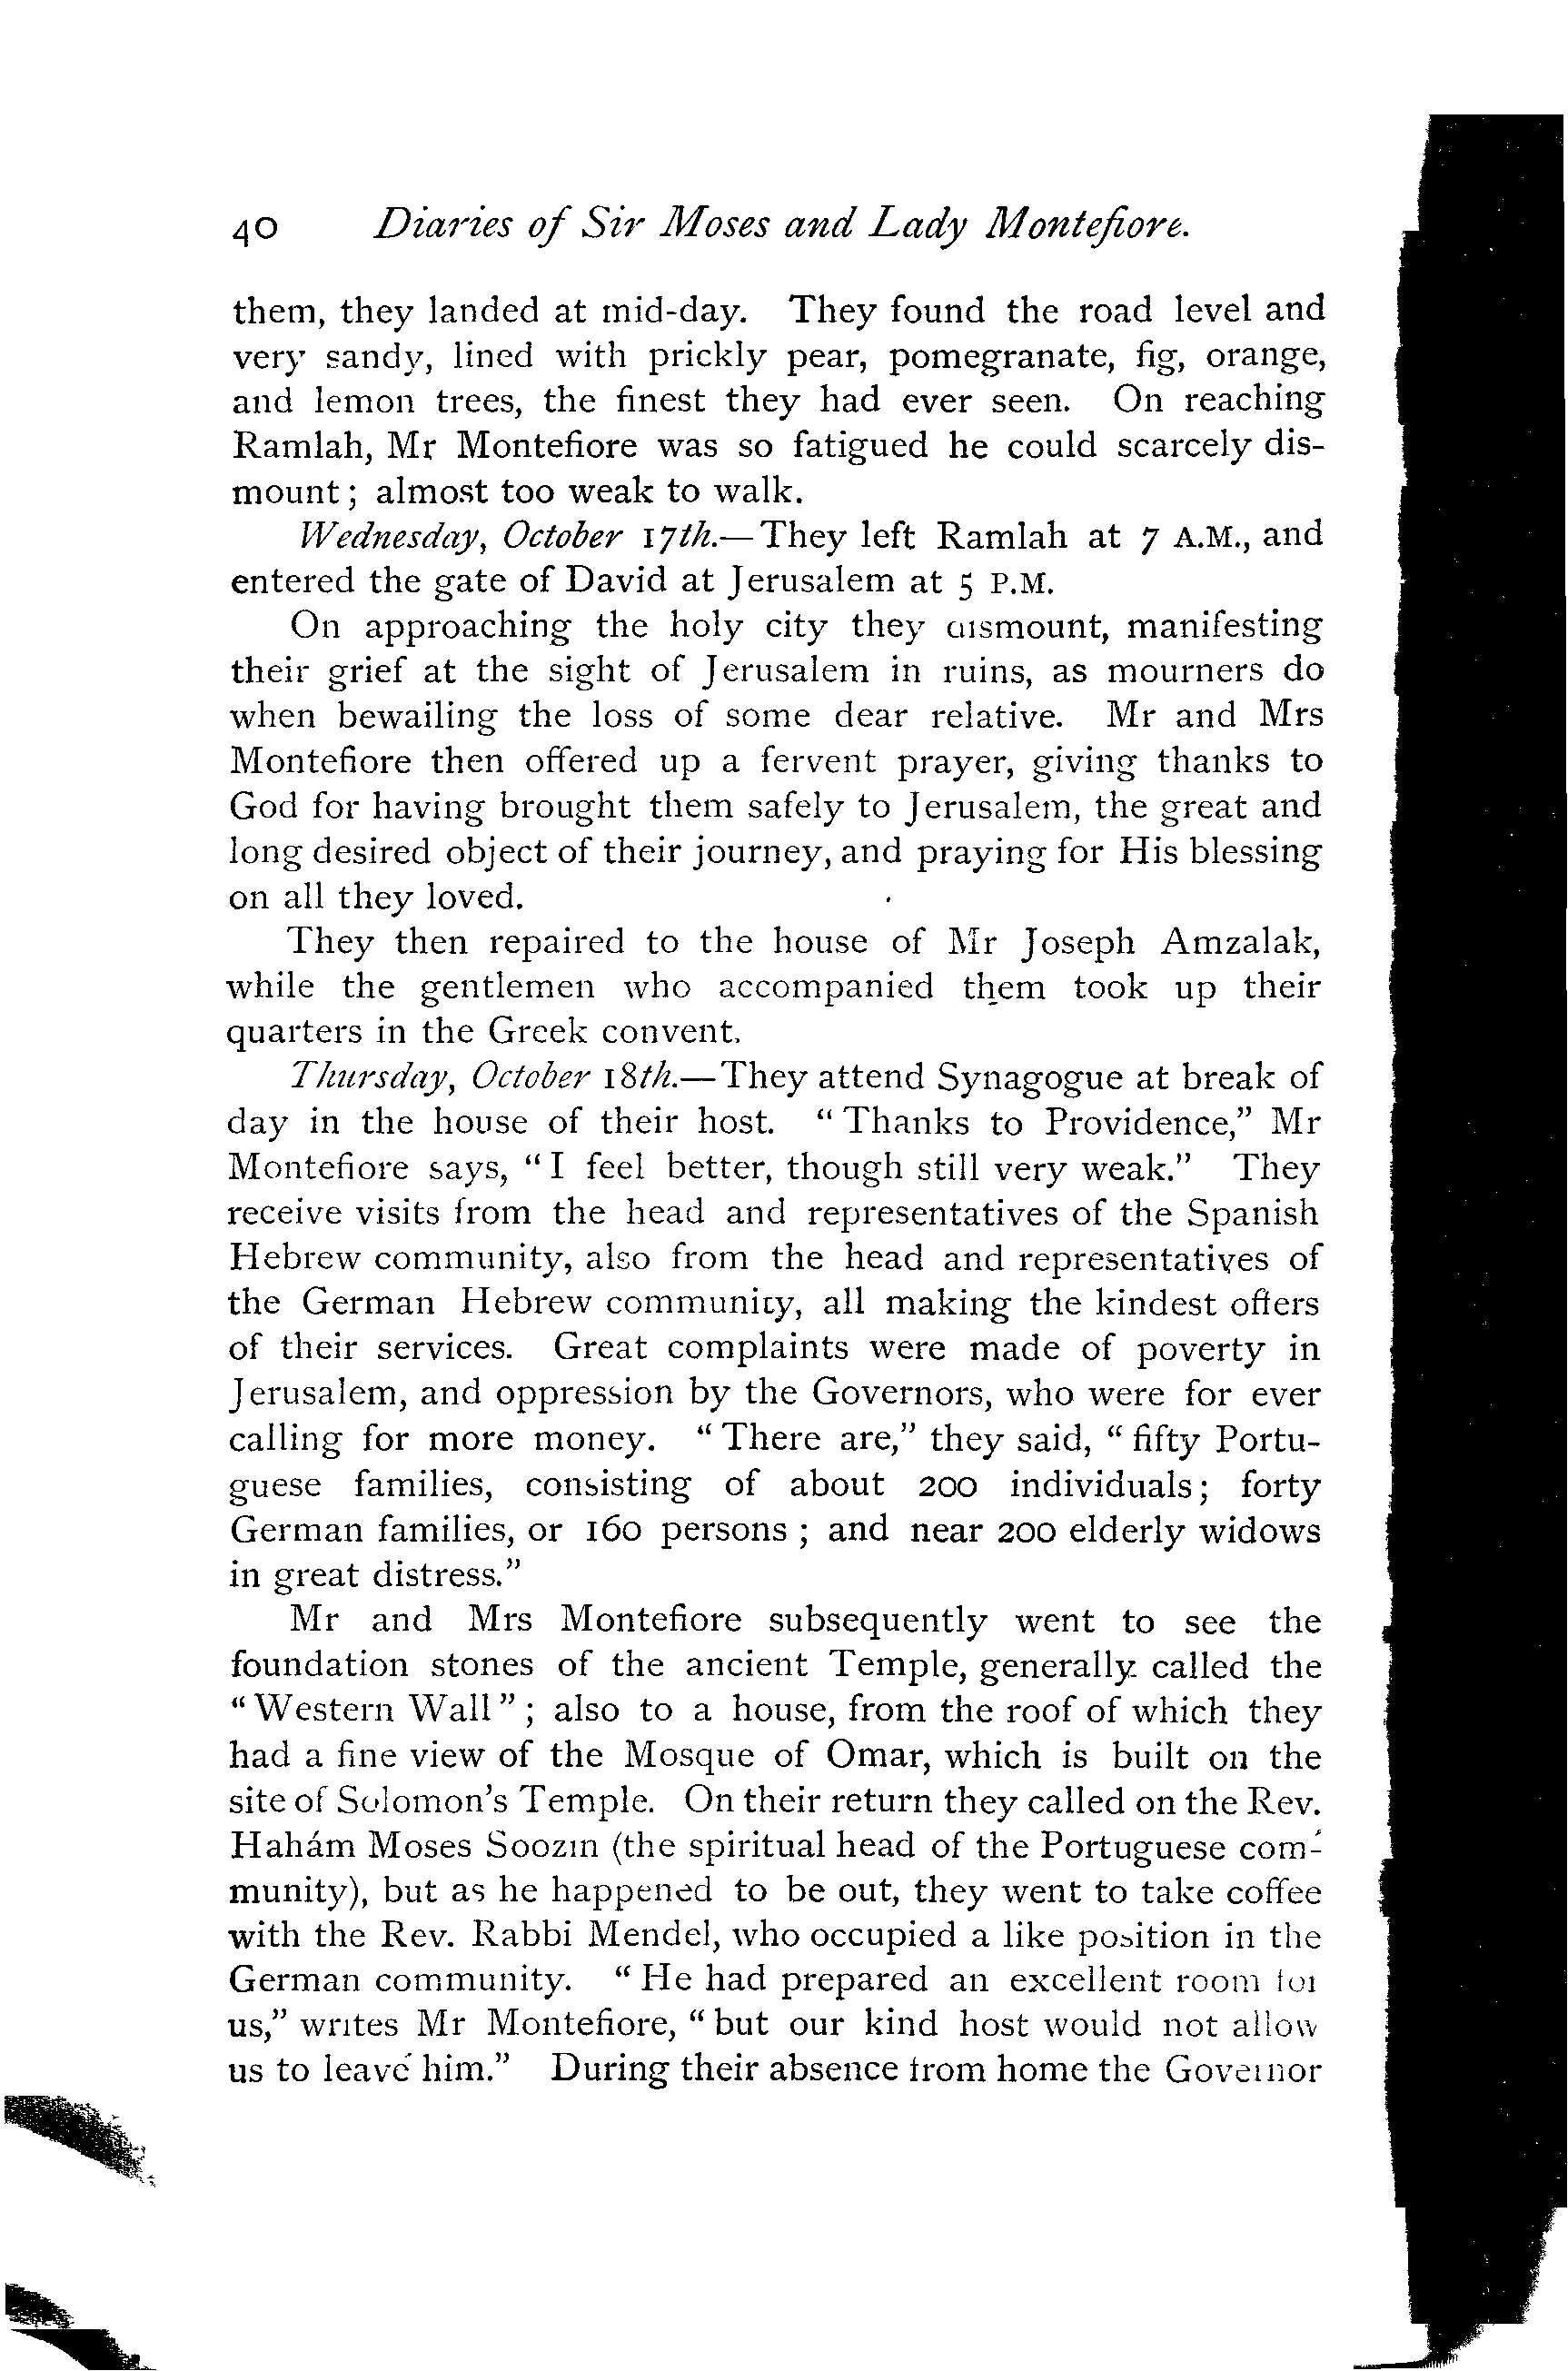 40 Diaries of Sir Moses and Lady Montefiore.
them, they landed at mid-day. They found the road level and
very sandy, lined with prickly pear, pomegranate, fig, orange,
and lemon trees, the finest they had ever seen. On reaching
Ramlah, Mr Montefiore was so fatigued he could scarcely dis-
mount; almost too weak to walk.
Wednesday, October 17th.—They left Ramlah at 7 A.M., and
entered the gate of David at Jerusalem at 5 P.M.
On approaching the holy city they dismount, manifesting
their grief at the sight of Jerusalem in ruins, as mourners do
when bewailing the loss of some dear relative. Mr and Mrs
Montefiore then offered up a fervent prayer, giving thanks to
God for having brought them safely to Jerusalem, the great and
long desired object of their journey, and praying for His blessing
on all they loved.
They then repaired to the house of Mr Joseph Amzalak,
while the gentlemen who accompanied them took up their
quarters in the Greek convent.
Thursday, October 18th.—They attend Synagogue at break of
day in the house of their host. "Thanks to Providence," Mr
Montefiore says, "I feel better, though still very weak." They
receive visits from the head and representatives of the Spanish
Hebrew community, also from the head and representatives of
the German Hebrew community, all making the kindest offers
of their services. Great complaints were made of poverty in
Jerusalem, and oppression by the Governors, who were for ever
calling for more money. "There are," they said, "fifty Portu-
guese families, consisting of about 200 individuals; forty
German families, or 160 persons; and near 200 elderly widows
in great distress."
Mr and Mrs Montefiore subsequently went to see the
foundation stones of the ancient Temple, generally called the
"Western Wall"; also to a house, from the roof of which they
had a fine view of the Mosque of Omar, which is built on the
site of Solomon's Temple. On their return they called on the Rev.
Hahám Moses Soozin (the spiritual head of the Portuguese com-
munity), but as he happened to be out, they went to take coffee
with the Rev. Rabbi Mendel, who occupied a like position in the
German community. "He had prepared an excellent room for
us," writes Mr Montefiore, "but our kind host would not allow
us to leave him." During their absence from home the Governor